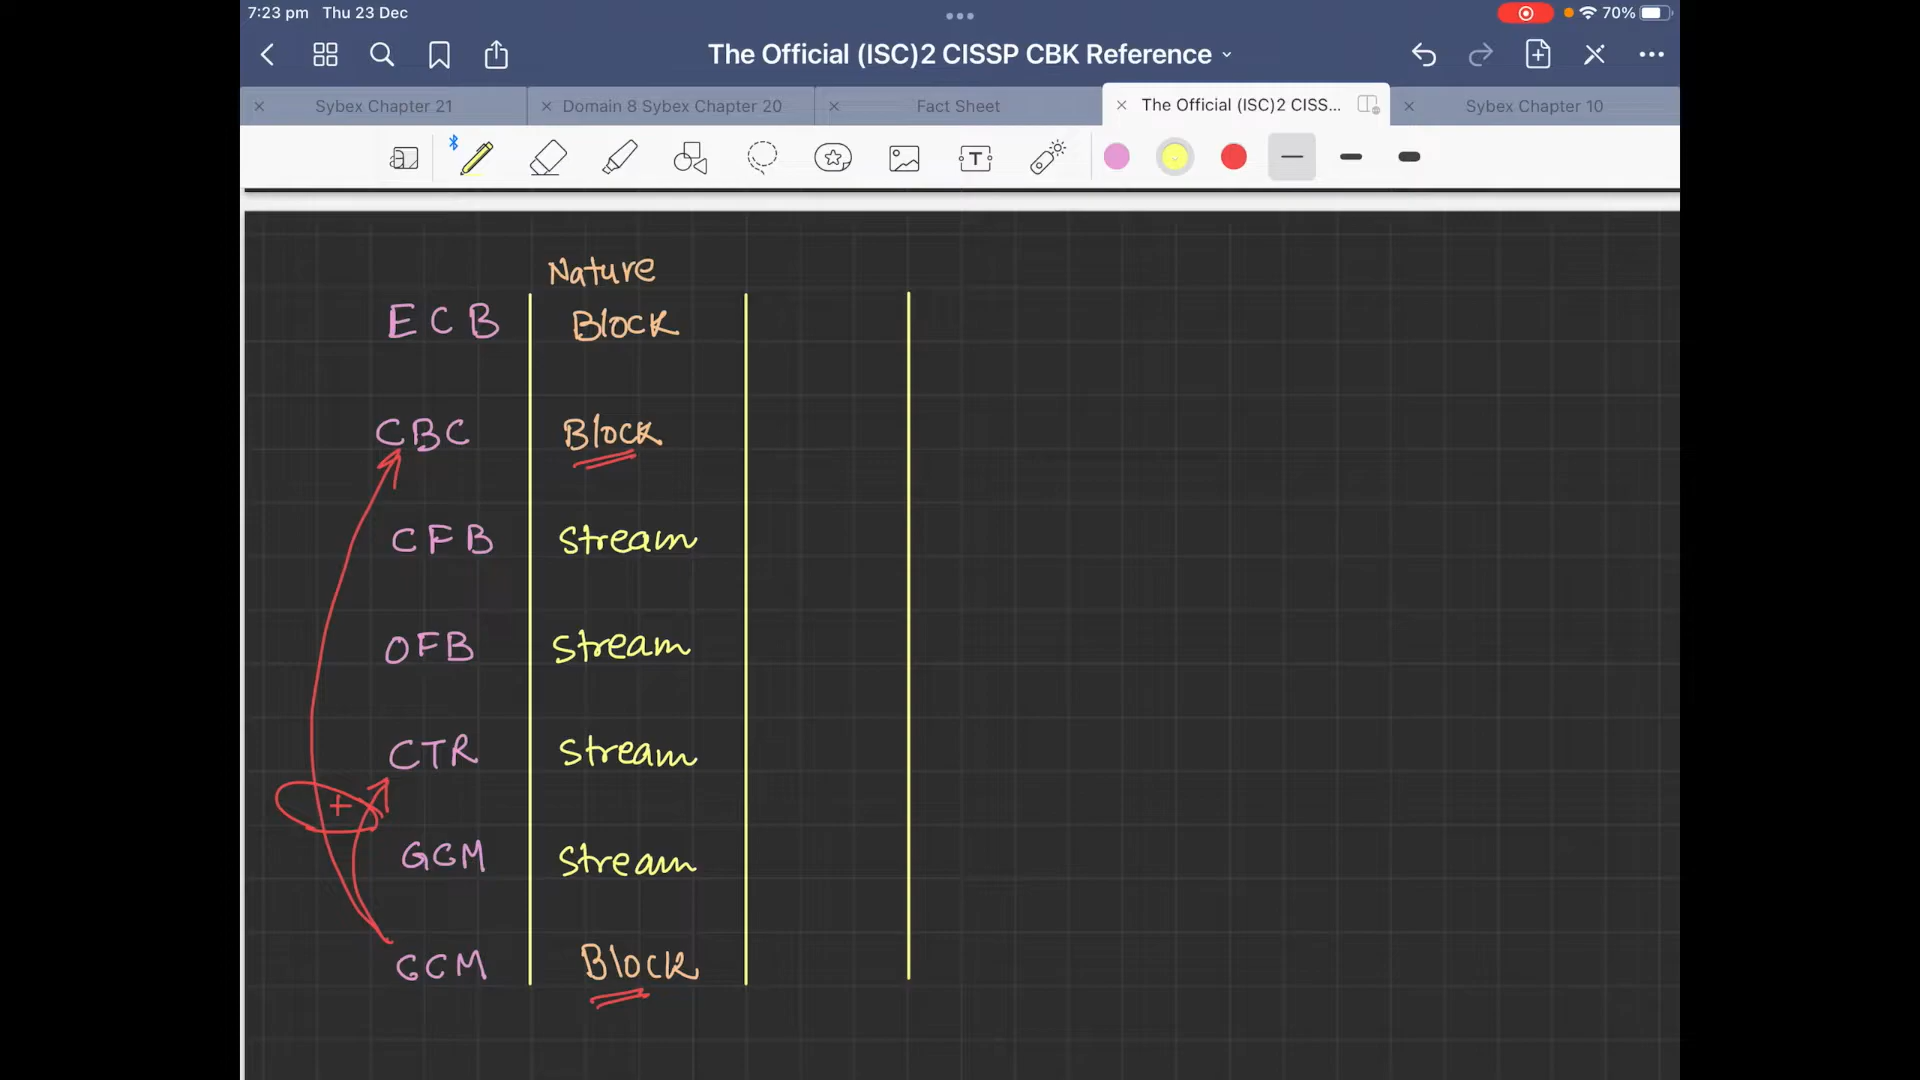 7:23 pm Thu 23 Dec 70%
The Official (ISC)2 CISSP CBK Reference
Sybex Chapter 21 Domain 8 Sybex Chapter 20 Fact Sheet The Official (ISC)2 CISS... Sybex Chapter 10
Nature
ECB Block
CBC Block
CFB Stream
OFB Stream
CTR Stream
+
GCM Stream
GCM Block